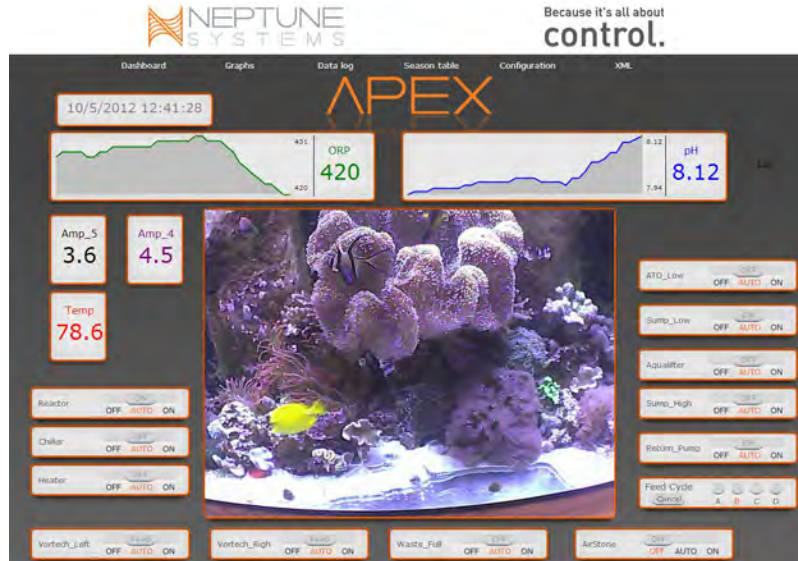 NEPTUNE
SYSTEMS
Because it's all about
control.
Dashboard Graphs Data log Season table Configuration XML
APEX
10/5/2012 12:41:28
431
ORP
420
420
8.12
pH
8.12
7.94
Amp_5
3.6
Amp_4
4.5
Temp
78.6
ATO_Low
OFF AUTO ON
Sump_Low
OFF AUTO ON
Aqualifter
OFF AUTO ON
Sump_High
OFF AUTO ON
Return_Pump
OFF AUTO ON
Feed Cycle
Cancel
A B C D
Reactor
ON
OFF AUTO ON
Chiller
OFF AUTO ON
Heater
OFF AUTO ON
Vortech_Left
OFF AUTO ON
Vortech_Righ
OFF AUTO ON
Waste_Full
OFF AUTO ON
AirStone
OFF AUTO ON